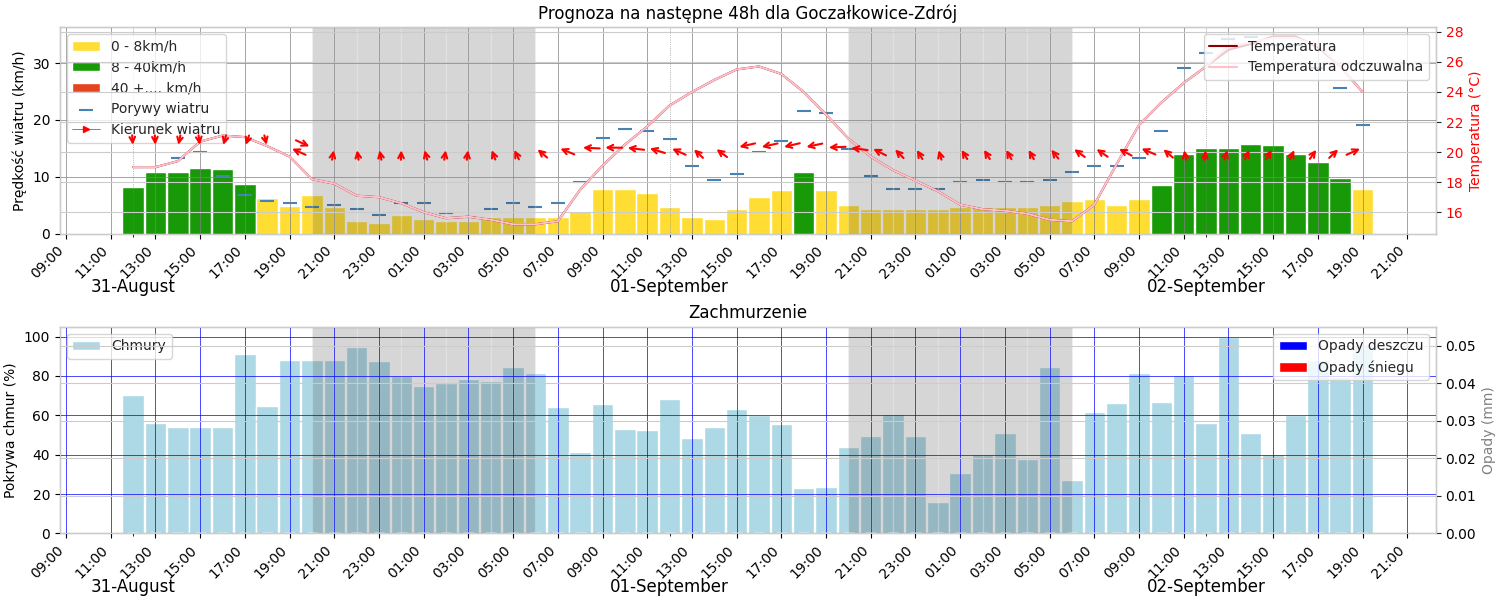 Prognoza na następne 48h dla Goczałkowice-Zdrój
Prędkość wiatru (km/h)
30
20
10
0
0 - 8km/h
8 - 40km/h
40 +.... km/h
Porywy wiatru
Kierunek wiatru
Temperatura
Temperatura odczuwalna
28
26
24
22
20
18
16
Temperatura (°C)
09:00 11:00 13:00 15:00 17:00 19:00 21:00 23:00 01:00 03:00 05:00 07:00 09:00 11:00 13:00 15:00 17:00 19:00 21:00 23:00 01:00 03:00 05:00 07:00 09:00 11:00 13:00 15:00 17:00 19:00 21:00
31-August 01-September 02-September
Zachmurzenie
Pokrywa chmur (%)
100
80
60
40
20
0
Chmury
Opady deszczu
Opady śniegu
0.05
0.04
0.03
0.02
0.01
0.00
Opady (mm)
09:00 11:00 13:00 15:00 17:00 19:00 21:00 23:00 01:00 03:00 05:00 07:00 09:00 11:00 13:00 15:00 17:00 19:00 21:00 23:00 01:00 03:00 05:00 07:00 09:00 11:00 13:00 15:00 17:00 19:00 21:00
31-August 01-September 02-September